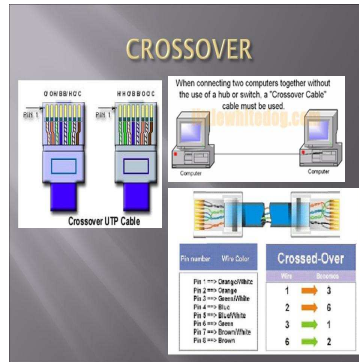 CROSSOVER
PIN 1
PIN 1
Crossover UTP Cable
When connecting two computers together without
the use of a hub or switch, a "Crossover Cable"
cable must be used.
Computer
Computer
Pin number Wire Color
Pin 1 ==> Orange/White
Pin 2 ==> Orange
Pin 3 ==> Green/White
Pin 4 ==> Blue
Pin 5 ==> Blue/White
Pin 6 ==> Green
Pin 7 ==> Brown/White
Pin 8 ==> Brown
Crossed-Over
Wire Becomes
1 3
2 6
3 1
6 2